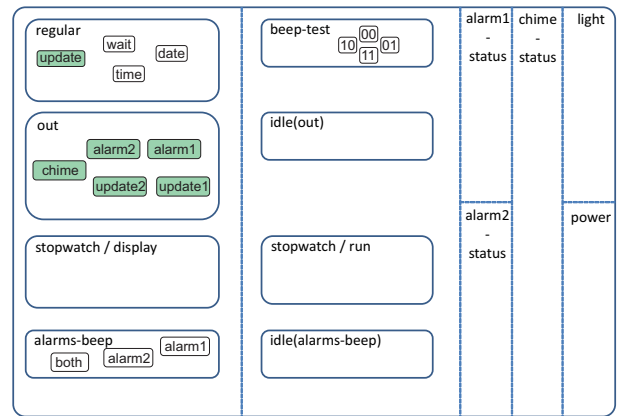 regular
wait
date
update
time
beep-test
00
10
01
11
alarm1
-
status
chime
-
status
light
out
alarm2
alarm1
chime
update2
update1
idle(out)
alarm2
-
status
power
stopwatch / display
stopwatch / run
alarms-beep
alarm1
both
alarm2
idle(alarms-beep)